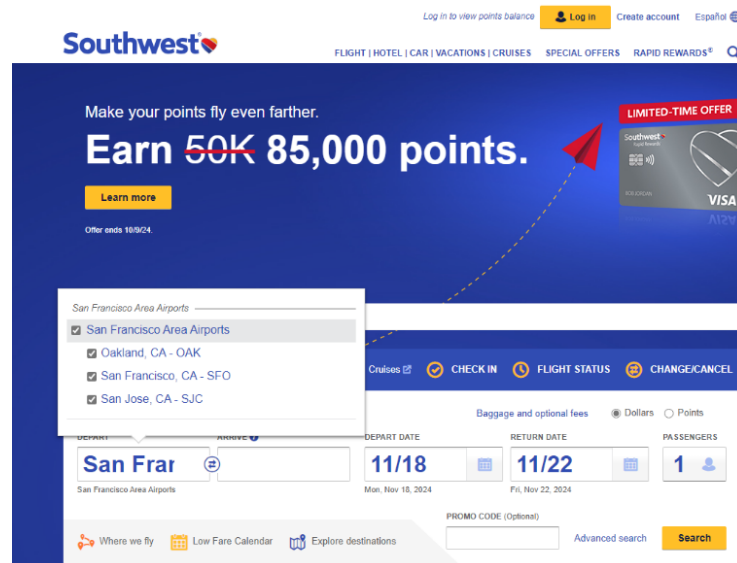 Log in to view points balance
Log in
Create account
Español
Southwest
FLIGHT | HOTEL | CAR | VACATIONS | CRUISES
SPECIAL OFFERS
RAPID REWARDS®
Make your points fly even farther.
Earn 50K 85,000 points.
Learn more
Offer ends 10/9/24.
LIMITED-TIME OFFER
Southwest
Rapid Rewards
VISA
San Francisco Area Airports
San Francisco Area Airports
Oakland, CA - OAK
San Francisco, CA - SFO
San Jose, CA - SJC
Cruises
CHECK IN
FLIGHT STATUS
CHANGE/CANCEL
Baggage and optional fees
Dollars
Points
DEPART
ARRIVE
DEPART DATE
RETURN DATE
PASSENGERS
San Fran
11/18
11/22
1
San Francisco Area Airports
Mon, Nov 18, 2024
Fri, Nov 22, 2024
PROMO CODE (Optional)
Where we fly
Low Fare Calendar
Explore destinations
Advanced search
Search